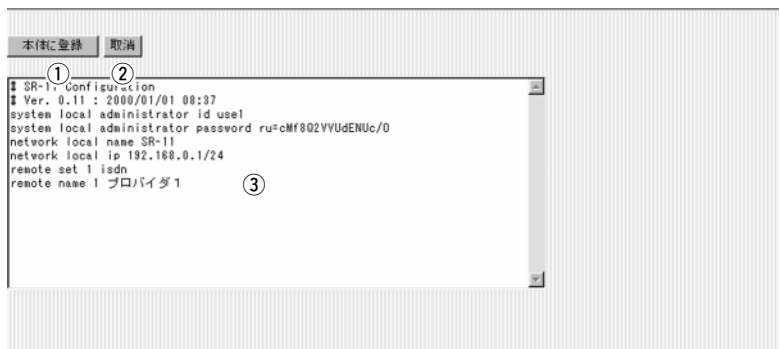 本体に登録 取消
① ②
# SR-11 Configuration
# Ver. 0.11 : 2000/01/01 08:37
system local administrator id use1
system local administrator password ru=cMf8Q2YYUdENUc/0
network local name SR-11
network local ip 192.168.0.1/24
remote set 1 isdn
remote name 1 プロバイダ1
③